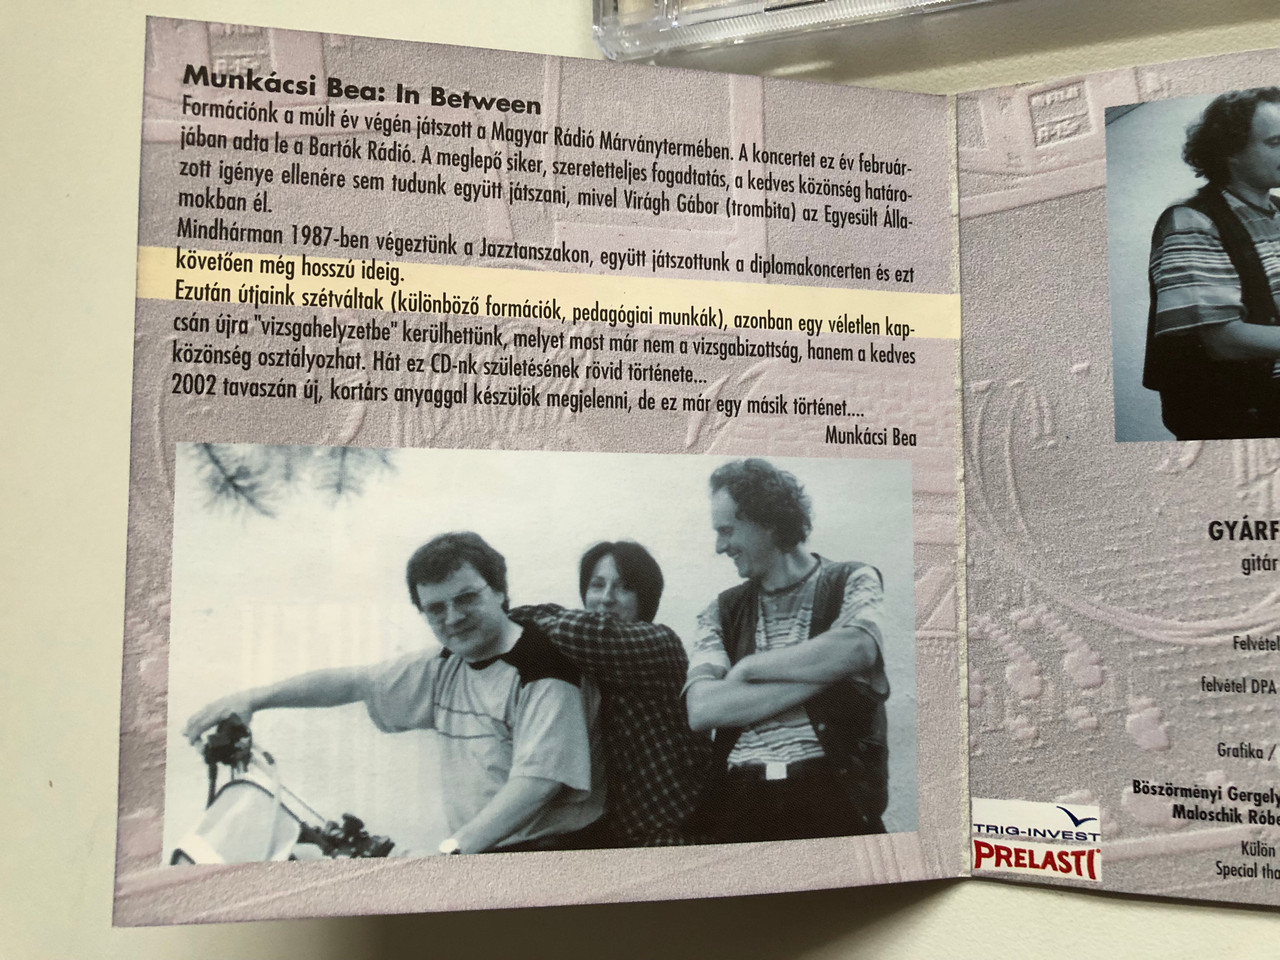 Munkácsi Bea: In Between
Formációnk a múlt év végén játszott a Magyar Rádió Márványtermében. A koncertet ez év február-
jában adta le a Bartók Rádió. A meglepő siker, szeretetteljes fogadtatás, a kedves közönség határo-
zott igénye ellenére sem tudunk együtt játszani, mivel Virágh Gábor (trombita) az Egyesült Álla-
mokban él.
Mindhárman 1987-ben végeztünk a Jazztanszakon, együtt játszottunk a diplomakoncerten és ezt
követően még hosszú ideig.
Ezután útjaink szétváltak (különböző formációk, pedagógiai munkák), azonban egy véletlen kap-
csán újra "vizsgahelyzetbe" kerülhettünk, melyet most már nem a vizsgabizottság, hanem a kedves
közönség osztályozhat. Hát ez CD-nk születésének rövid története...
2002 tavaszán új, kortárs anyaggal készülök megjelenni, de ez már egy másik történet....
Munkácsi Bea
GYÁRF
gitár
Felvétel
felvétel DPA
Grafika /
Böszörményi Gergely
Maloschik Róbe
Külön
Special tha
TRIG-INVEST
PRELASTI